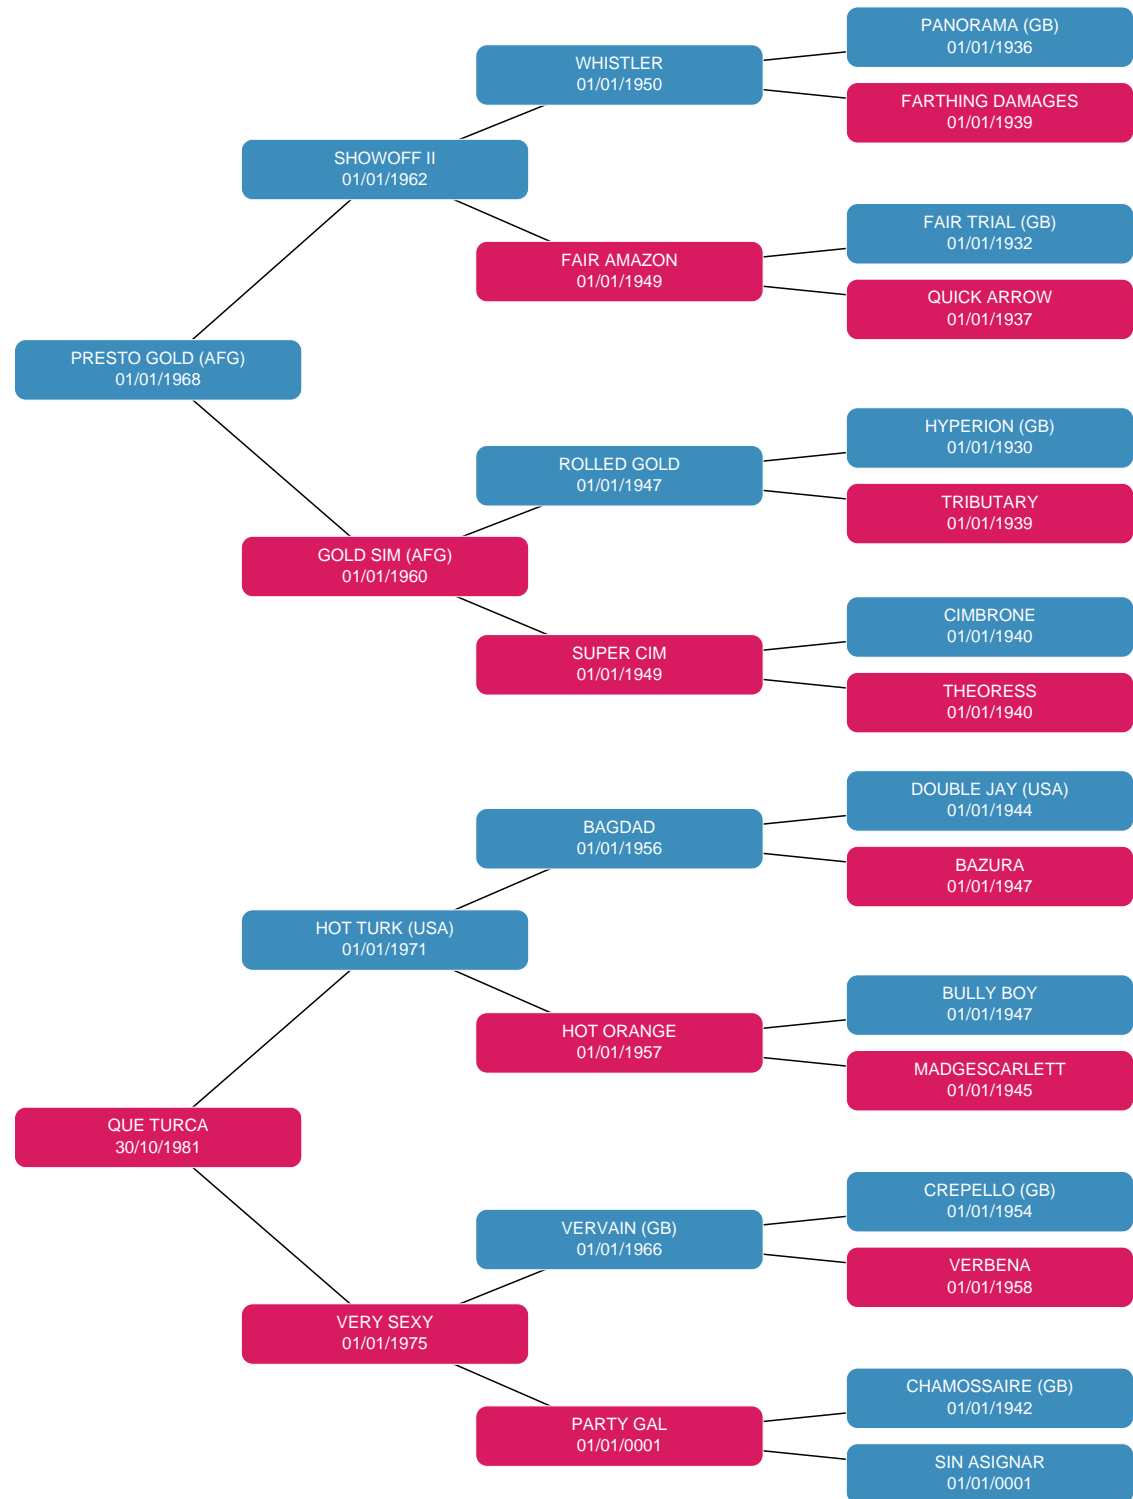 PANORAMA (GB)
01/01/1936
WHISTLER
01/01/1950
FARTHING DAMAGES
01/01/1939
SHOWOFF II
01/01/1962
FAIR TRIAL (GB)
01/01/1932
FAIR AMAZON
01/01/1949
QUICK ARROW
01/01/1937
PRESTO GOLD (AFG)
01/01/1968
HYPERION (GB)
01/01/1930
ROLLED GOLD
01/01/1947
TRIBUTARY
01/01/1939
GOLD SIM (AFG)
01/01/1960
CIMBRONE
01/01/1940
SUPER CIM
01/01/1949
THEORESS
01/01/1940
DOUBLE JAY (USA)
01/01/1944
BAGDAD
01/01/1956
BAZURA
01/01/1947
HOT TURK (USA)
01/01/1971
BULLY BOY
01/01/1947
HOT ORANGE
01/01/1957
MADGESCARLETT
01/01/1945
QUE TURCA
30/10/1981
CREPELLO (GB)
01/01/1954
VERVAIN (GB)
01/01/1966
VERBENA
01/01/1958
VERY SEXY
01/01/1975
CHAMOSSAIRE (GB)
01/01/1942
PARTY GAL
01/01/0001
SIN ASIGNAR
01/01/0001